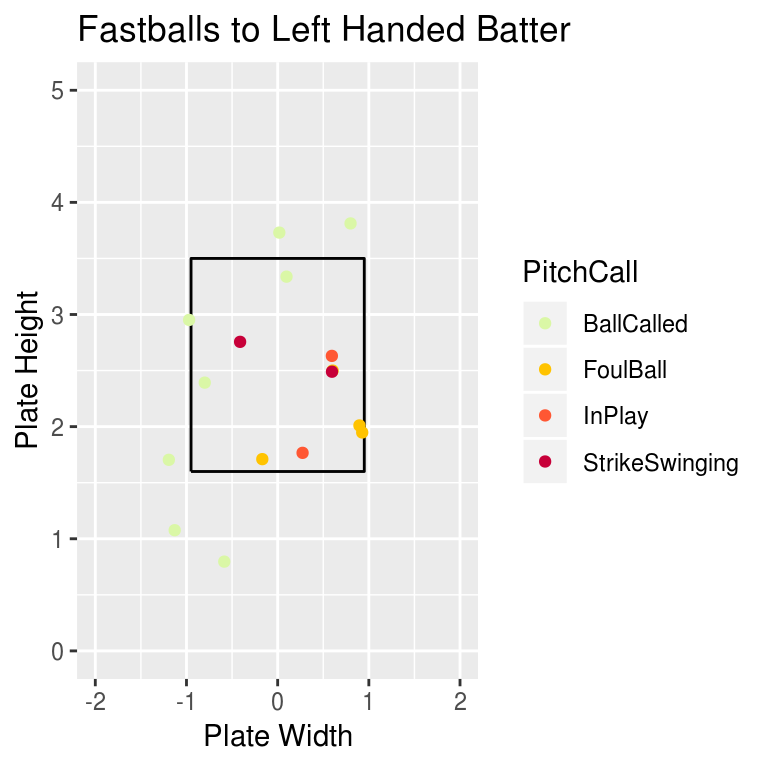 Fastballs to Left Handed Batter
5
4
3
2
1
0
Plate Height
-2 -1 0 1 2
Plate Width
PitchCall
BallCalled
FoulBall
InPlay
StrikeSwinging